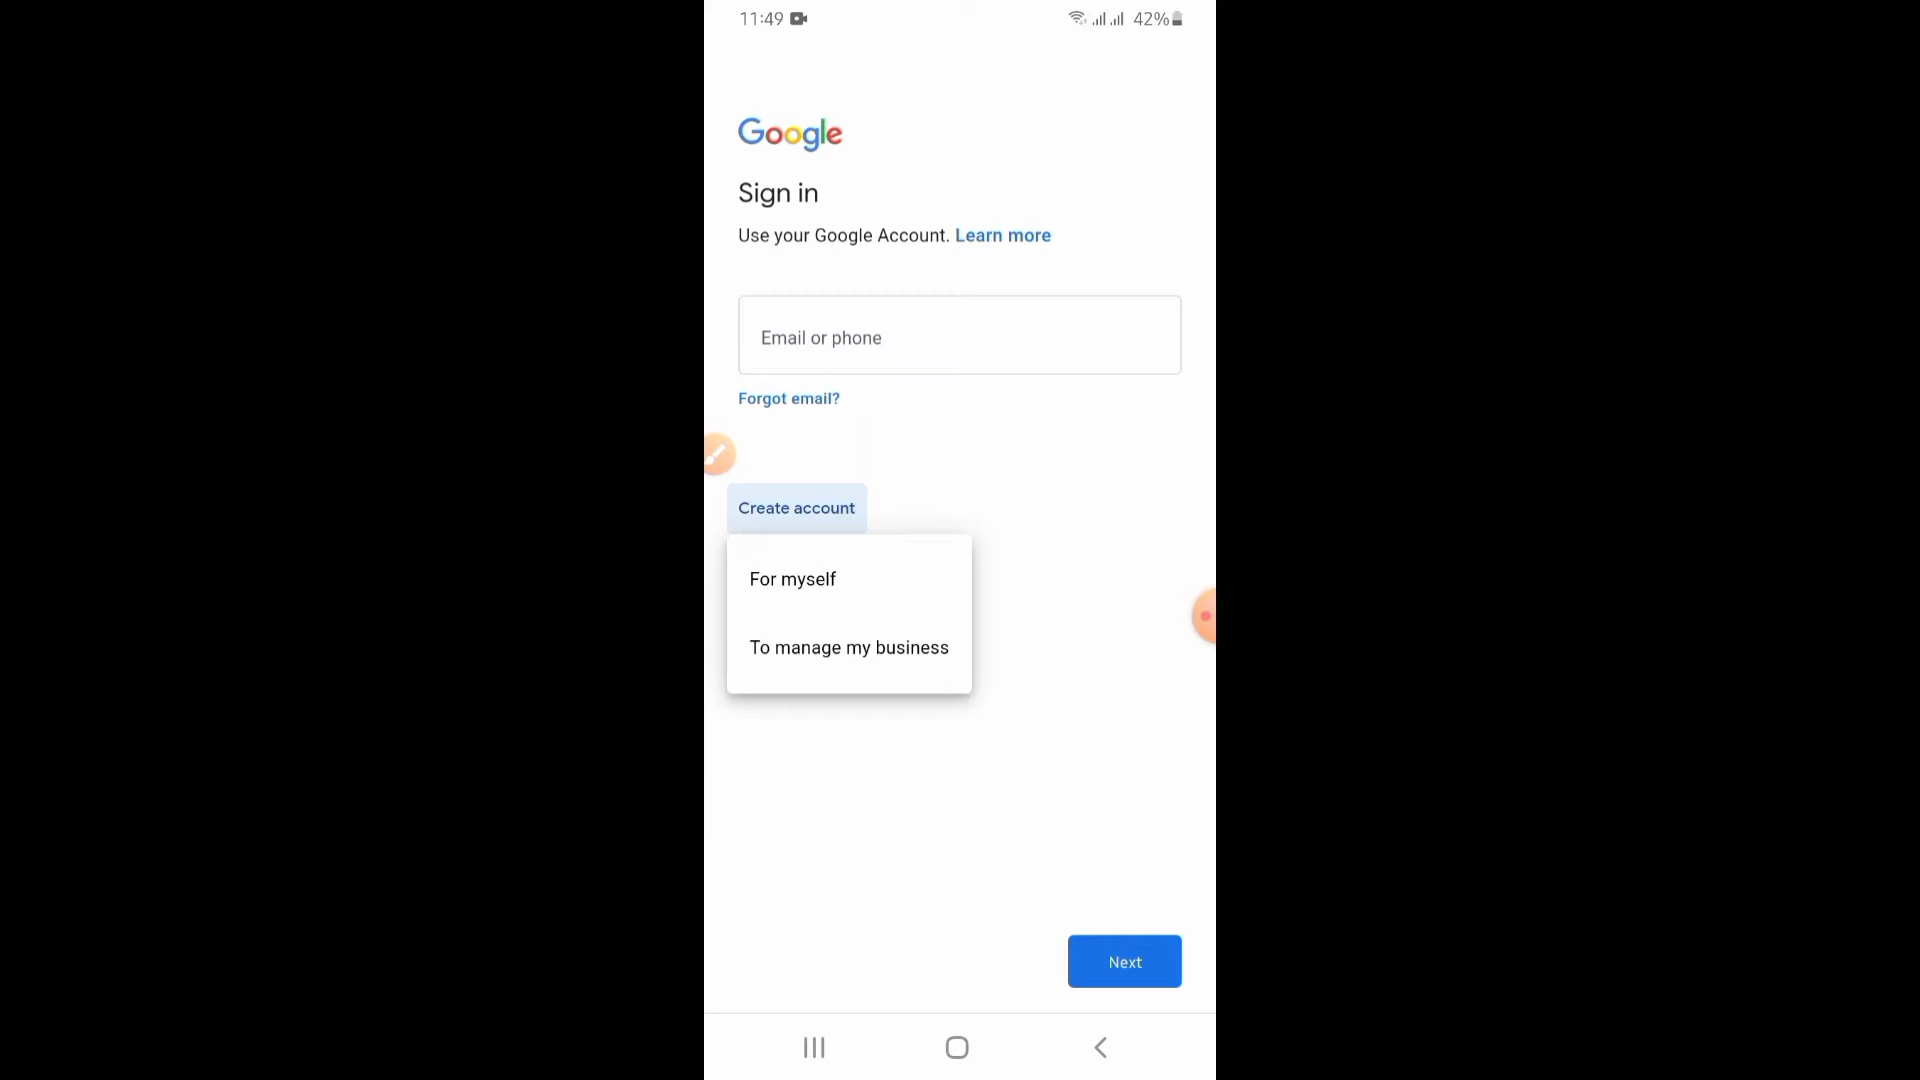 11:49 42%
Google
Sign in
Use your Google Account. Learn more
Email or phone
Forgot email?
Create account
For myself
To manage my business
Next